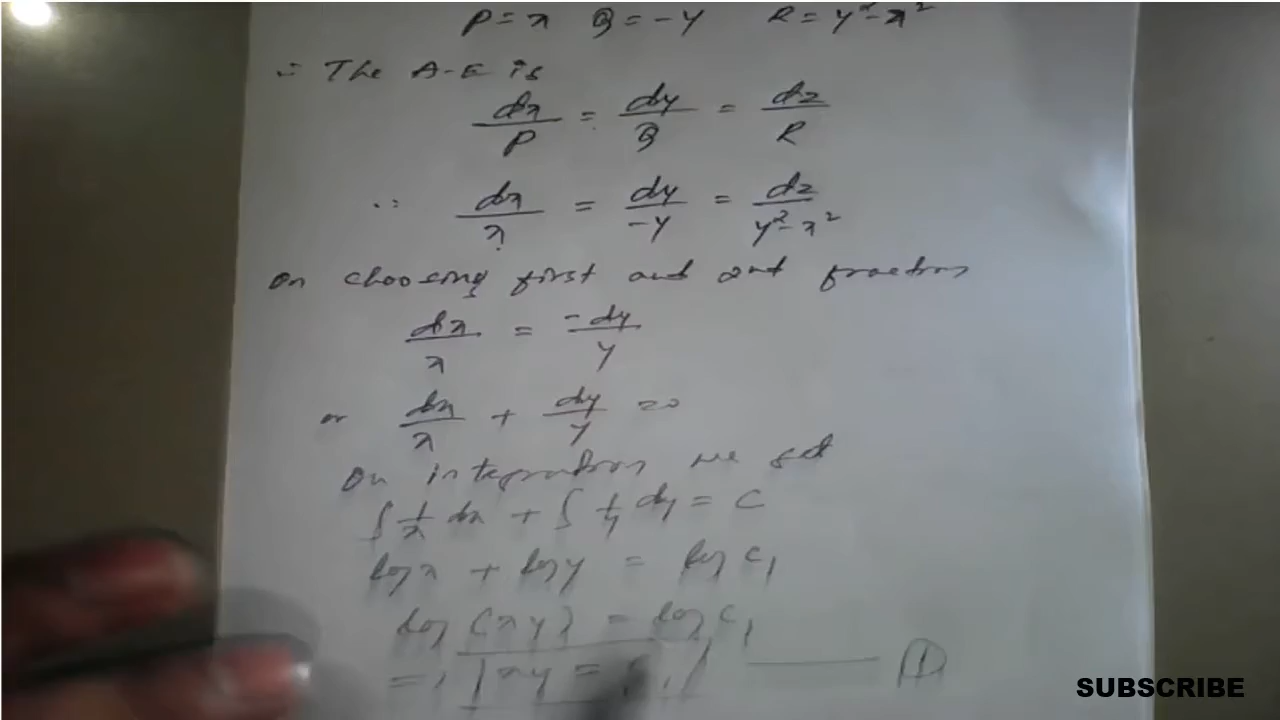 P = x Q = -y R = y² - x²
∴ The A-E is
dx/P = dy/Q = dz/R
∴ dx/x = dy/-y = dz/y² - x²
On choosing first and 2nd fraction
dx/x = -dy/y
or dx/x + dy/y = 0
On integration we get
∫ 1/x dx + ∫ 1/y dy = C
log x + log y = log C₁
log (xy) = log C₁
=> xy = C₁ —— (1)
SUBSCRIBE